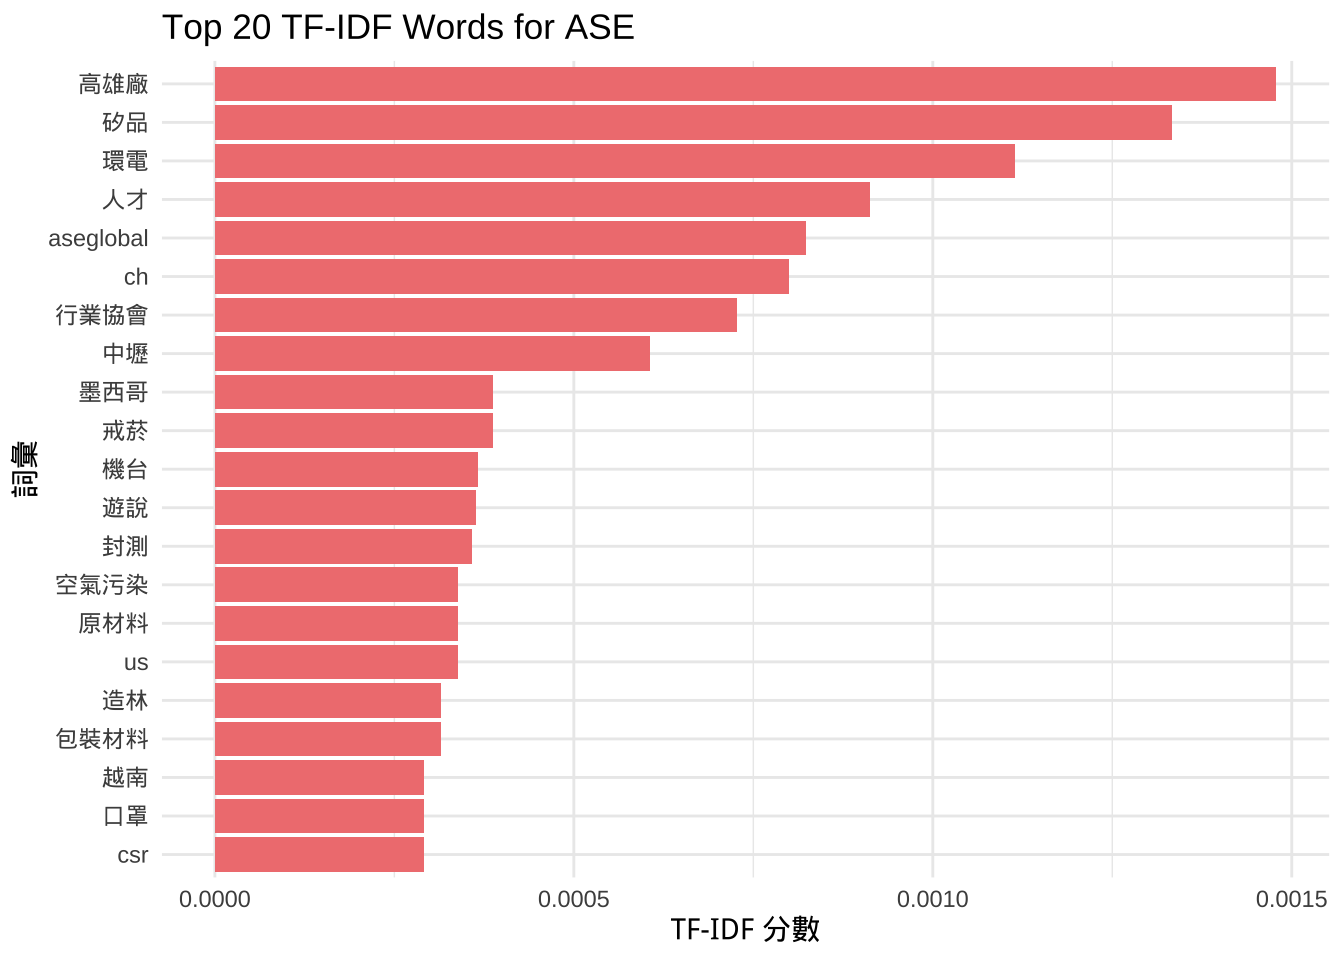 Top 20 TF-IDF Words for ASE
詞彙
高雄廠
矽品
環電
人才
aseglobal
ch
行業協會
中壢
墨西哥
戒菸
機台
遊說
封測
空氣污染
原材料
us
造林
包裝材料
越南
口罩
csr
0.0000 0.0005 0.0010 0.0015
TF-IDF 分數